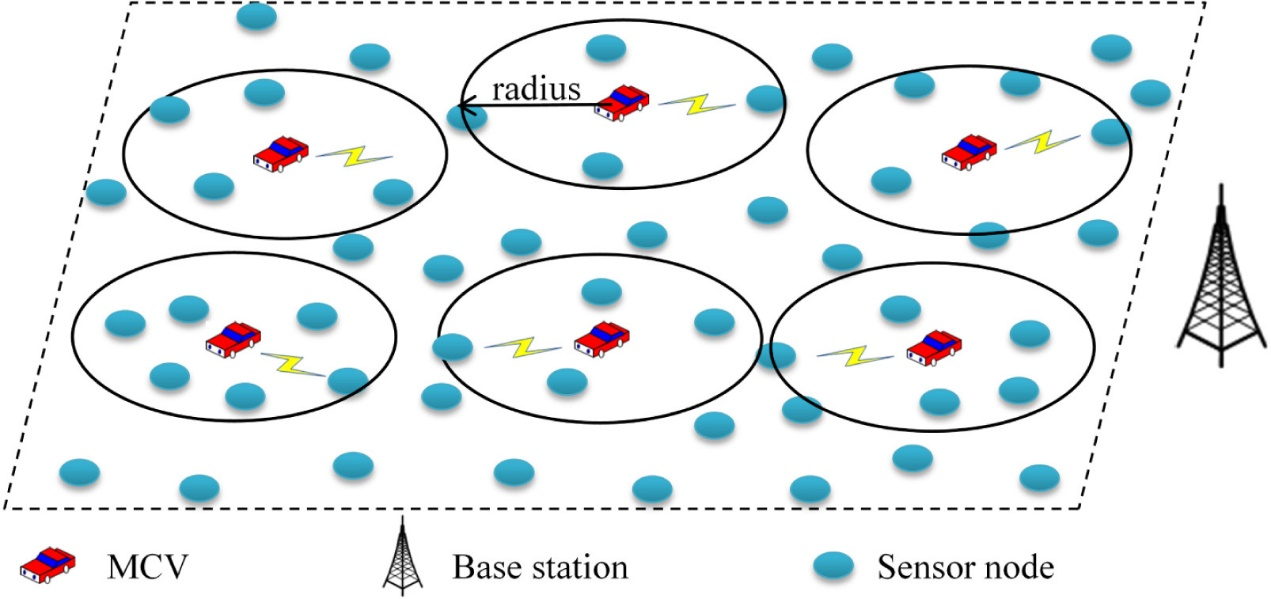 radius
MCV
Base station
Sensor node